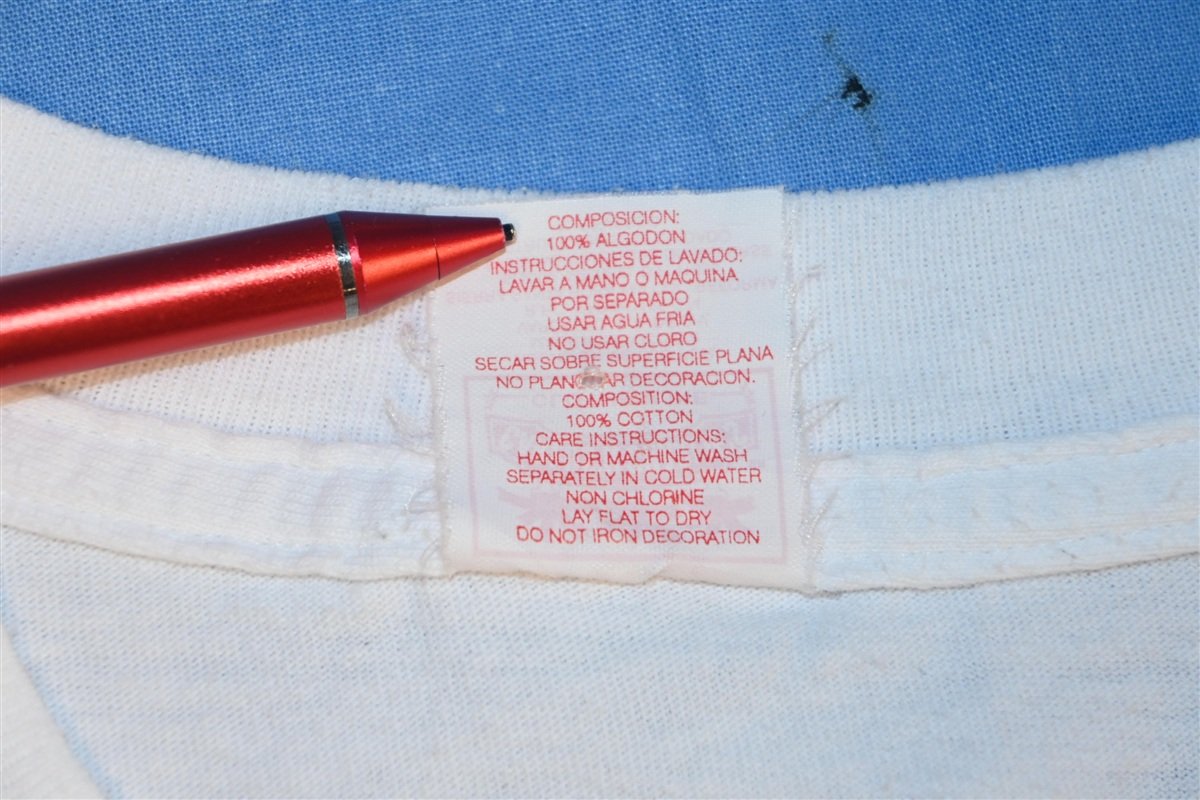 COMPOSICION:
100% ALGODON
INSTRUCCIONES DE LAVADO:
LAVAR A MANO O MAQUINA
POR SEPARADO
USAR AGUA FRIA
NO USAR CLORO
SECAR SOBRE SUPERFICIE PLANA
NO DECORACION.
COMPOSITION:
100% COTTON
CARE INSTRUCTIONS:
HAND OR MACHINE WASH
SEPARATELY IN COLD WATER
NON CHLORINE
LAY FLAT TO DRY
DO NOT IRON DECORATION